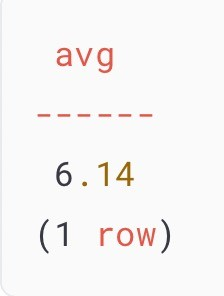 avg
------
6.14
(1 row)